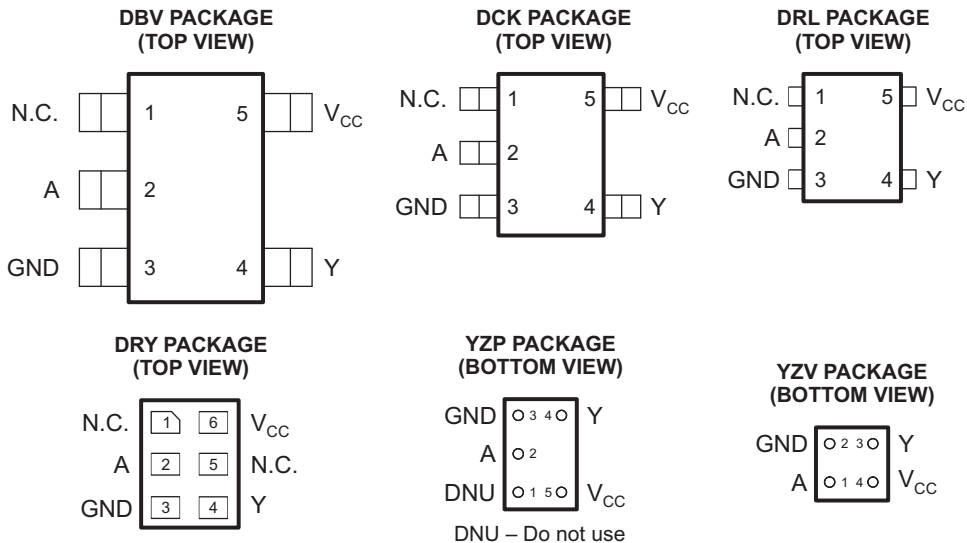 DBV PACKAGE
(TOP VIEW)
N.C. 1 5 VCC
A 2
GND 3 4 Y
DCK PACKAGE
(TOP VIEW)
N.C. 1 5 VCC
A 2
GND 3 4 Y
DRL PACKAGE
(TOP VIEW)
N.C. 1 5 VCC
A 2
GND 3 4 Y
DRY PACKAGE
(TOP VIEW)
N.C. 1 6 VCC
A 2 5 N.C.
GND 3 4 Y
YZP PACKAGE
(BOTTOM VIEW)
GND 3 4 Y
A 2
DNU 1 5 VCC
DNU – Do not use
YZV PACKAGE
(BOTTOM VIEW)
GND 2 3 Y
A 1 4 VCC